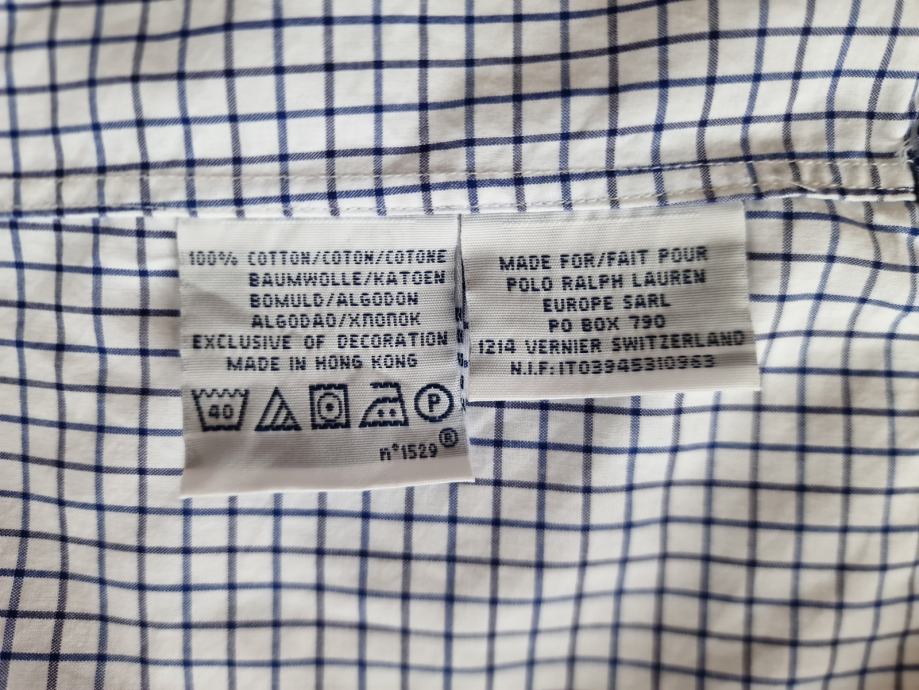 100% COTTON/COTON/COTONE
BAUMWOLLE/KATOEN
BOMULD/ALGODON
ALGODAO/ХЛОПОК
EXCLUSIVE OF DECORATION
MADE IN HONG KONG
40 P
n°1529®
MADE FOR/FAIT POUR
POLO RALPH LAUREN
EUROPE SARL
PO BOX 790
1214 VERNIER SWITZERLAND
N.I.F:IT03945310963